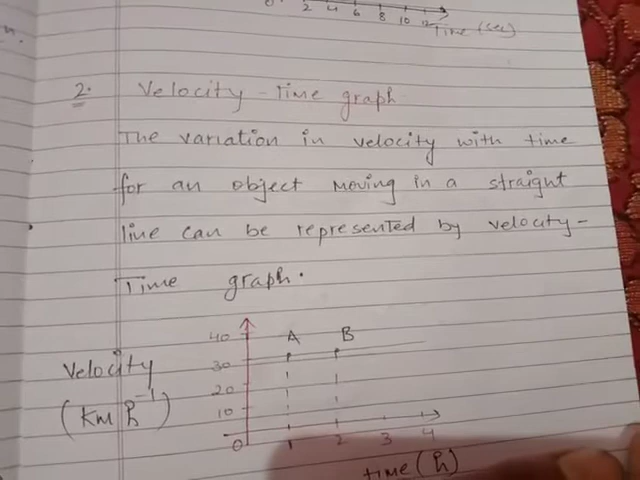 0 2 4 6 8 10 12
Time (sec)
2. Velocity - Time graph
The variation in velocity with time
for an object moving in a straight
line can be represented by velocity-
Time graph.
40 A B
Velocity 30
20
(Km h⁻¹) 10
0 1 2 3 4
time (h)